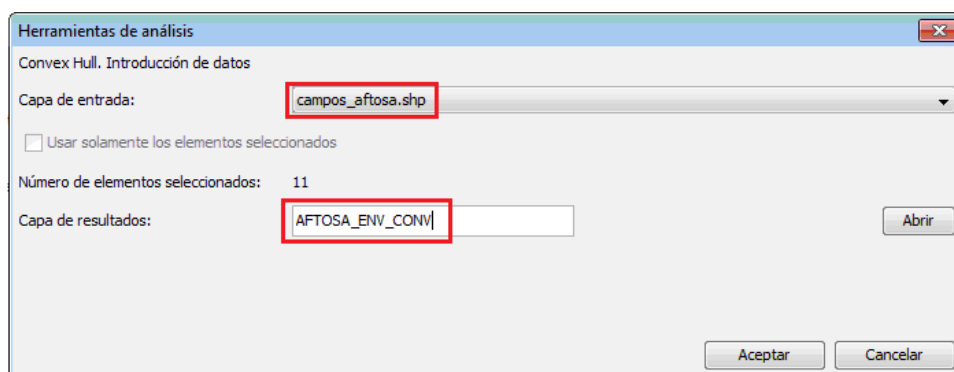 Herramientas de análisis
Convex Hull. Introducción de datos
Capa de entrada: campos_aftosa.shp
Usar solamente los elementos seleccionados
Número de elementos seleccionados: 11
Capa de resultados: AFTOSA_ENV_CONV Abrir
Aceptar Cancelar